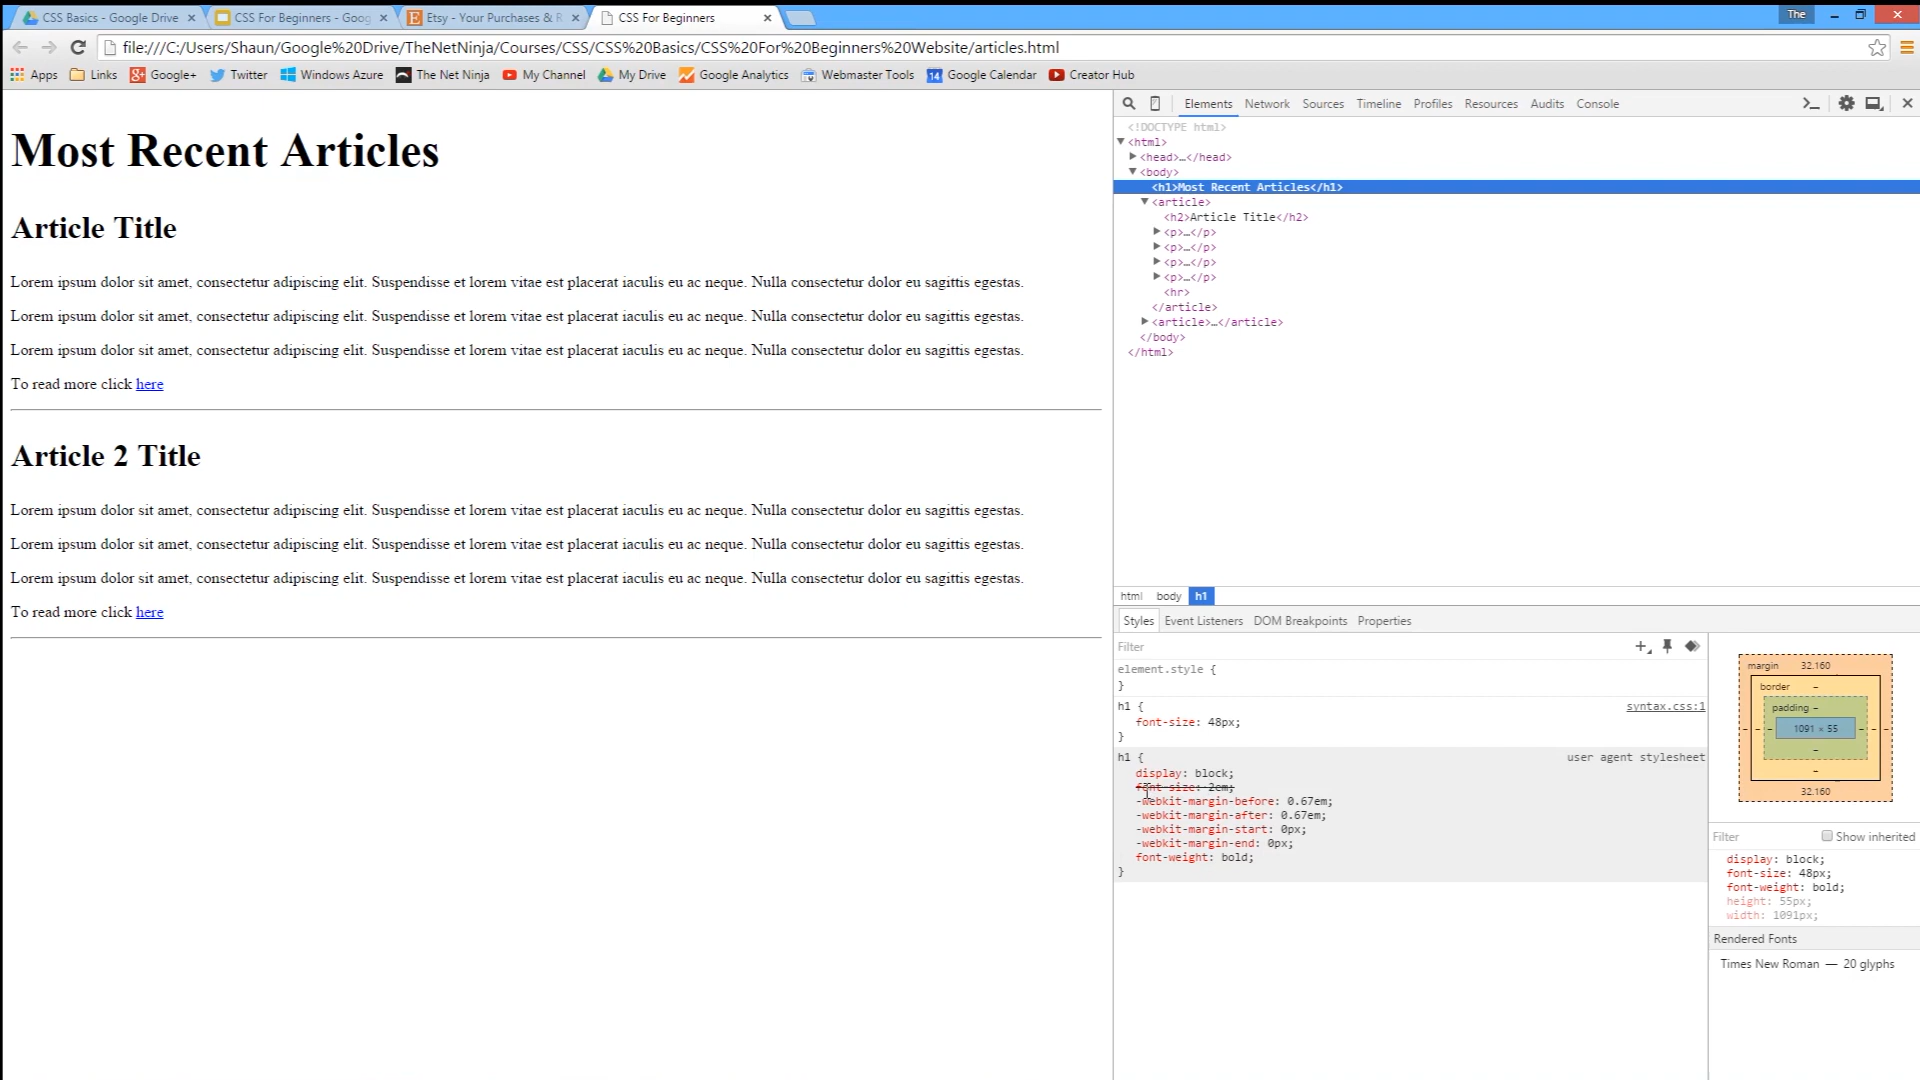 CSS Basics - Google Drive
CSS For Beginners - Goog
Etsy - Your Purchases & R
CSS For Beginners
The
file:///C:/Users/Shaun/Google%20Drive/TheNetNinja/Courses/CSS/CSS%20Basics/CSS%20For%20Beginners%20Website/articles.html
Apps Links Google+ Twitter Windows Azure The Net Ninja My Channel My Drive Google Analytics Webmaster Tools 14 Google Calendar Creator Hub
Most Recent Articles
Article Title
Lorem ipsum dolor sit amet, consectetur adipiscing elit. Suspendisse et lorem vitae est placerat iaculis eu ac neque. Nulla consectetur dolor eu sagittis egestas.
Lorem ipsum dolor sit amet, consectetur adipiscing elit. Suspendisse et lorem vitae est placerat iaculis eu ac neque. Nulla consectetur dolor eu sagittis egestas.
Lorem ipsum dolor sit amet, consectetur adipiscing elit. Suspendisse et lorem vitae est placerat iaculis eu ac neque. Nulla consectetur dolor eu sagittis egestas.
To read more click here
Article 2 Title
Lorem ipsum dolor sit amet, consectetur adipiscing elit. Suspendisse et lorem vitae est placerat iaculis eu ac neque. Nulla consectetur dolor eu sagittis egestas.
Lorem ipsum dolor sit amet, consectetur adipiscing elit. Suspendisse et lorem vitae est placerat iaculis eu ac neque. Nulla consectetur dolor eu sagittis egestas.
Lorem ipsum dolor sit amet, consectetur adipiscing elit. Suspendisse et lorem vitae est placerat iaculis eu ac neque. Nulla consectetur dolor eu sagittis egestas.
To read more click here
Elements Network Sources Timeline Profiles Resources Audits Console
<!DOCTYPE html>
<html>
<head>…</head>
<body>
<h1>Most Recent Articles</h1>
<article>
<h2>Article Title</h2>
<p>…</p>
<p>…</p>
<p>…</p>
<p>…</p>
<hr>
</article>
<article>…</article>
</body>
</html>
html body h1
Styles Event Listeners DOM Breakpoints Properties
Filter
element.style {
}
h1 { syntax.css:1
font-size: 48px;
}
h1 { user agent stylesheet
display: block;
font-size: 2em;
-webkit-margin-before: 0.67em;
-webkit-margin-after: 0.67em;
-webkit-margin-start: 0px;
-webkit-margin-end: 0px;
font-weight: bold;
}
margin 32.160
border –
padding –
– – – 1091 × 55 – – –
–
–
32.160
Filter Show inherited
display: block;
font-size: 48px;
font-weight: bold;
height: 55px;
width: 1091px;
Rendered Fonts
Times New Roman — 20 glyphs